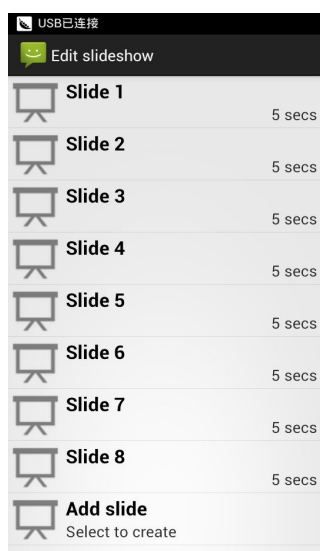 USB已连接
Edit slideshow
Slide 1
5 secs
Slide 2
5 secs
Slide 3
5 secs
Slide 4
5 secs
Slide 5
5 secs
Slide 6
5 secs
Slide 7
5 secs
Slide 8
5 secs
Add slide
Select to create